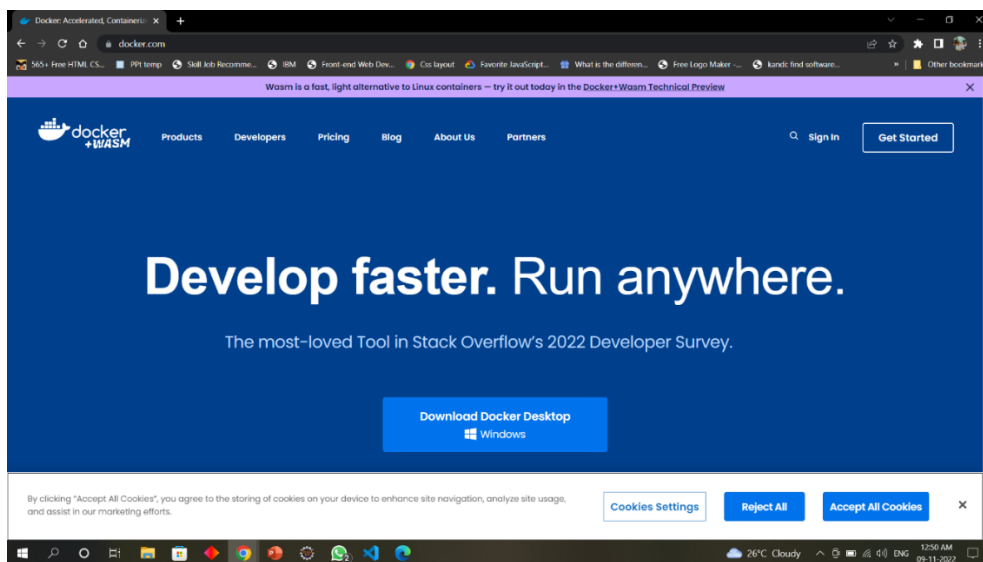 Docker: Accelerated, Containeriz
docker.com
565+ Free HTML CS... PPt temp Skill Job Recomme... IBM Front-end Web Dev... Css layout Favorite JavaScript... What is the differen... Free Logo Maker -... kandc find software... » Other bookmark
Wasm is a fast, light alternative to Linux containers — try it out today in the Docker+Wasm Technical Preview
docker
+WASM
Products Developers Pricing Blog About Us Partners Sign In Get Started
Develop faster. Run anywhere.
The most-loved Tool in Stack Overflow's 2022 Developer Survey.
Download Docker Desktop
Windows
By clicking "Accept All Cookies", you agree to the storing of cookies on your device to enhance site navigation, analyze site usage,
and assist in our marketing efforts.
Cookies Settings Reject All Accept All Cookies
26°C Cloudy ENG 12:50 AM
09-11-2022